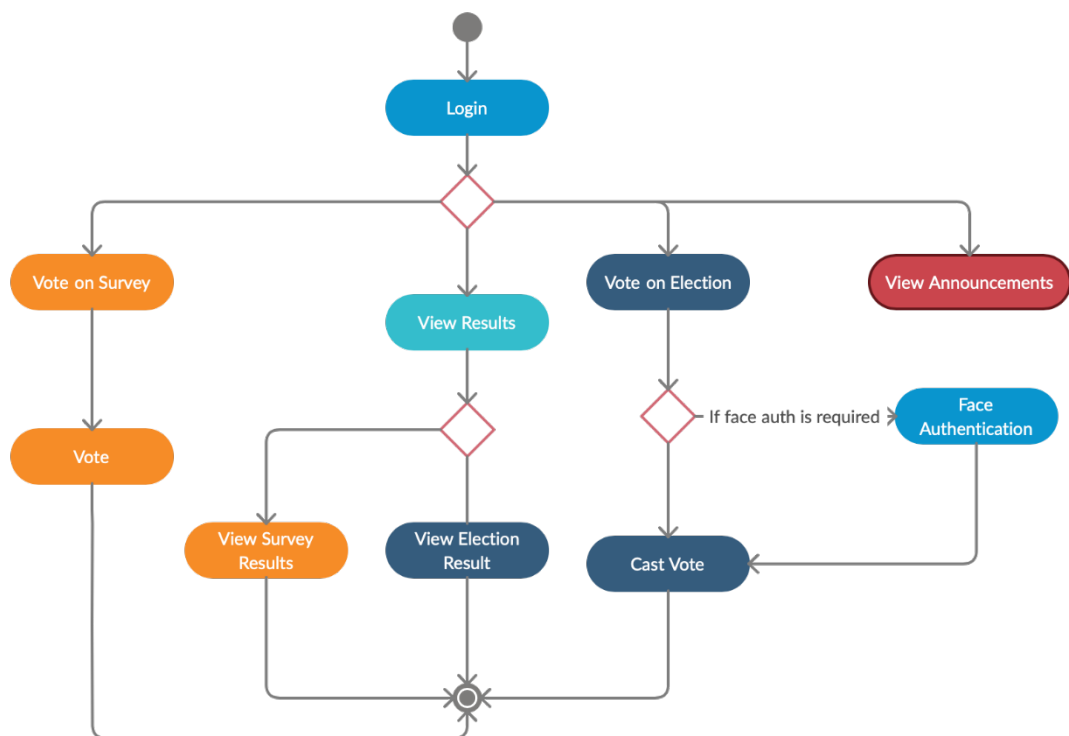 Login
Vote on Survey
Vote on Election
View Announcements
View Results
If face auth is required
Face
Authentication
Vote
View Survey
Results
View Election
Result
Cast Vote